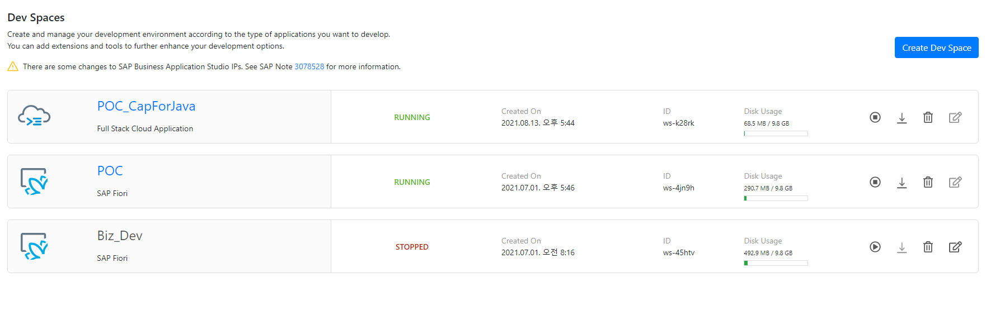 Dev Spaces
Create and manage your development environment according to the type of applications you want to develop.
You can add extensions and tools to further enhance your development options.
Create Dev Space
There are some changes to SAP Business Application Studio IPs. See SAP Note 3078528 for more information.
POC_CapForJava
Full Stack Cloud Application
RUNNING
Created On
2021.08.13. 오후 5:44
ID
ws-k28rk
Disk Usage
68.5 MB / 9.8 GB
POC
SAP Fiori
RUNNING
Created On
2021.07.01. 오후 5:46
ID
ws-4jn9h
Disk Usage
290.7 MB / 9.8 GB
Biz_Dev
SAP Fiori
STOPPED
Created On
2021.07.01. 오전 8:16
ID
ws-45htv
Disk Usage
492.9 MB / 9.8 GB